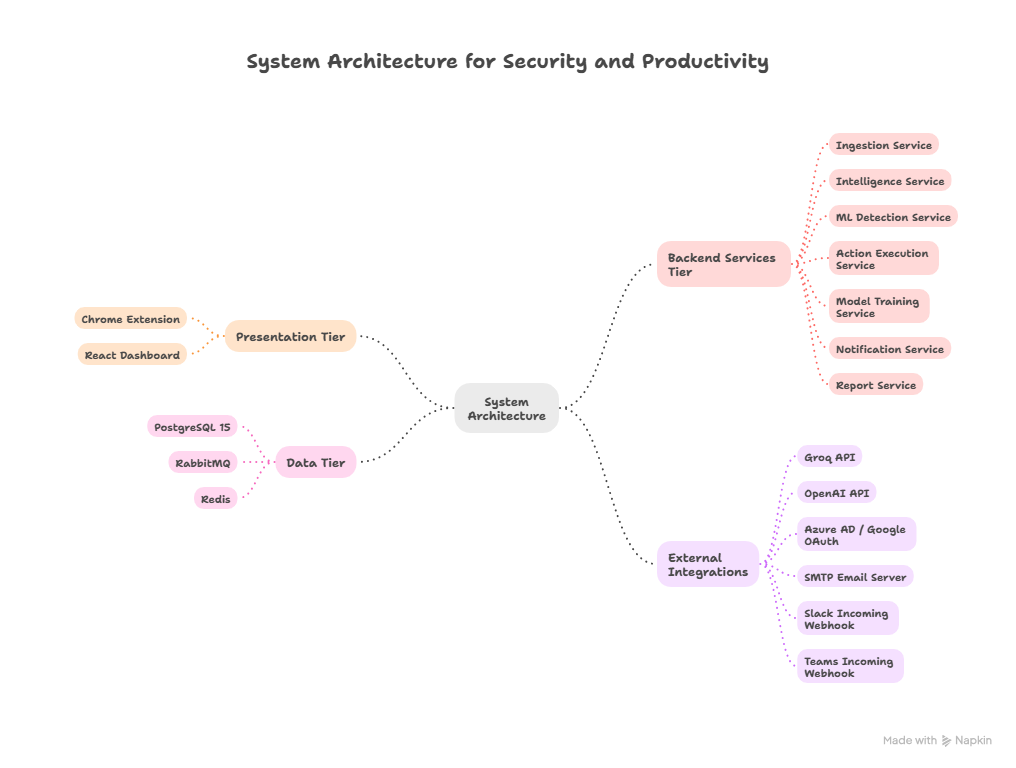 System Architecture for Security and Productivity
Ingestion Service
Intelligence Service
ML Detection Service
Backend Services
Tier
Action Execution
Service
Model Training
Service
Notification Service
Report Service
Chrome Extension
React Dashboard
Presentation Tier
System
Architecture
PostgreSQL 15
RabbitMQ
Redis
Data Tier
External
Integrations
Groq API
OpenAI API
Azure AD / Google
OAuth
SMTP Email Server
Slack Incoming
Webhook
Teams Incoming
Webhook
Made with Napkin